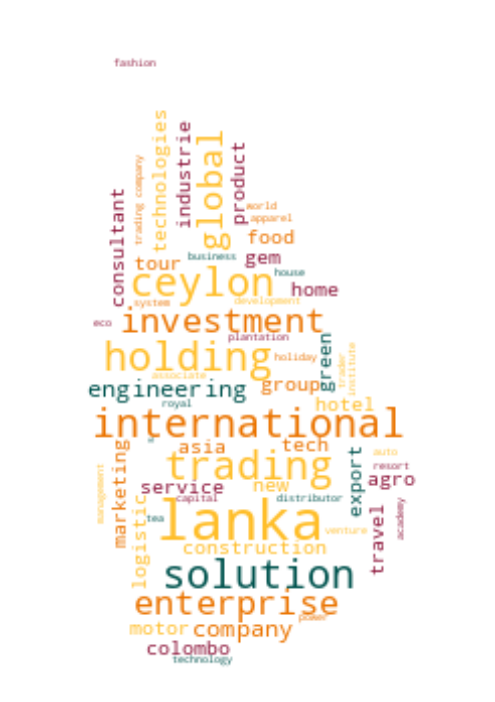 fashion
technologies
industrie
global
product
trading company
consultant
world
apparel
food
business
gem
tour
house
ceylon
home
system
development
eco
investment
plantation
green
holding
holiday
trader
institute
associate
engineering
group
royal
hotel
international
marketing
asia
tech
auto
trading
resort
export
agro
management
service
new
capital
distributor
logistic
tea
lanka
travel
academy
venture
construction
solution
enterprise
power
motor
company
colombo
technology